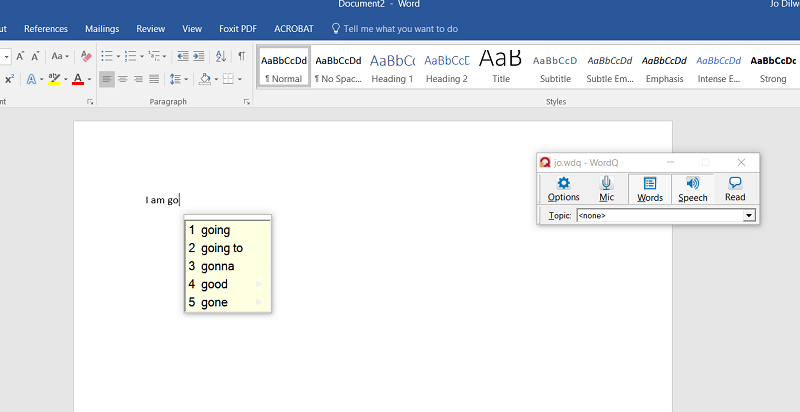 Document2 - Word
Jo Dilw
References Mailings Review View Foxit PDF ACROBAT Tell me what you want to do
Aa
AaBbCcDd AaBbCcDd AaBbCc AaBbCcE AaB AaBbCcD AaBbCcDd AaBbCcDd AaBbCcDd AaBbCcDc
¶ Normal ¶ No Spac... Heading 1 Heading 2 Title Subtitle Subtle Em... Emphasis Intense E... Strong
Paragraph Styles
I am go
1 going
2 going to
3 gonna
4 good
5 gone
jo.wdq - WordQ
Options Mic Words Speech Read
Topic: <none>